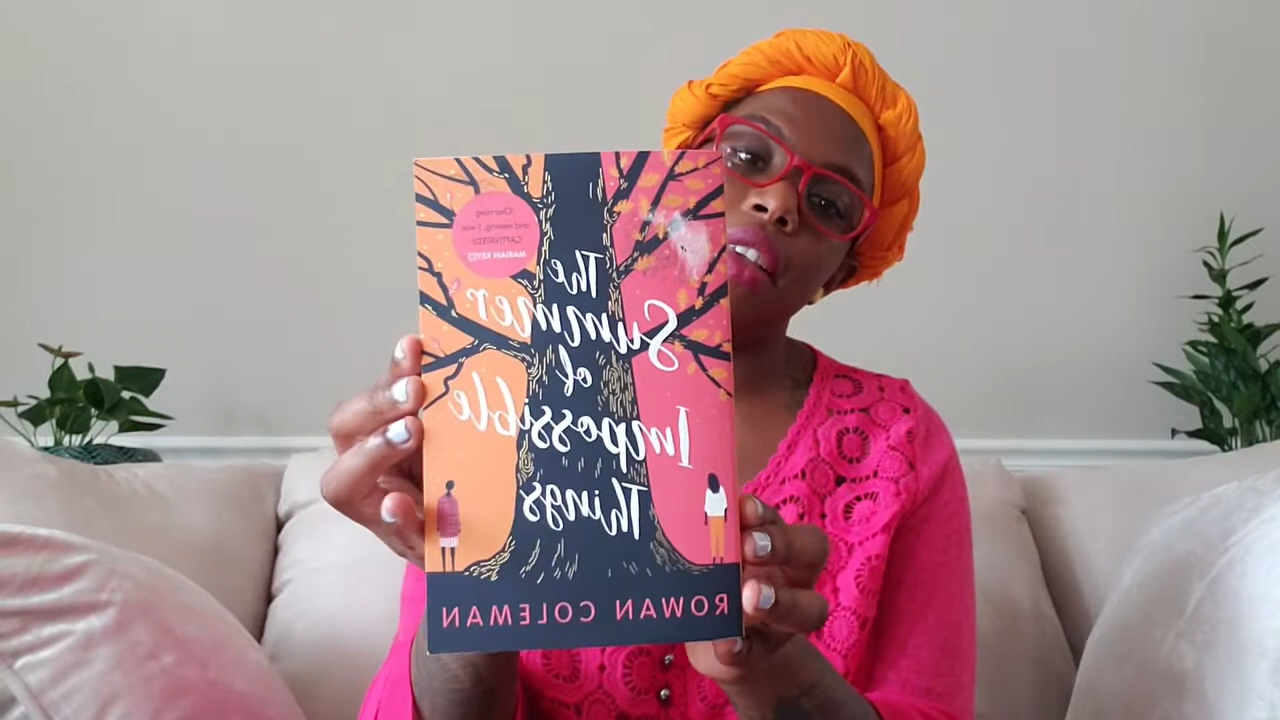 'Charming
and moving, I was
CAPTIVATED'
MARIAN KEYES
The
Summer
of
Impossible
Things
ROWAN COLEMAN